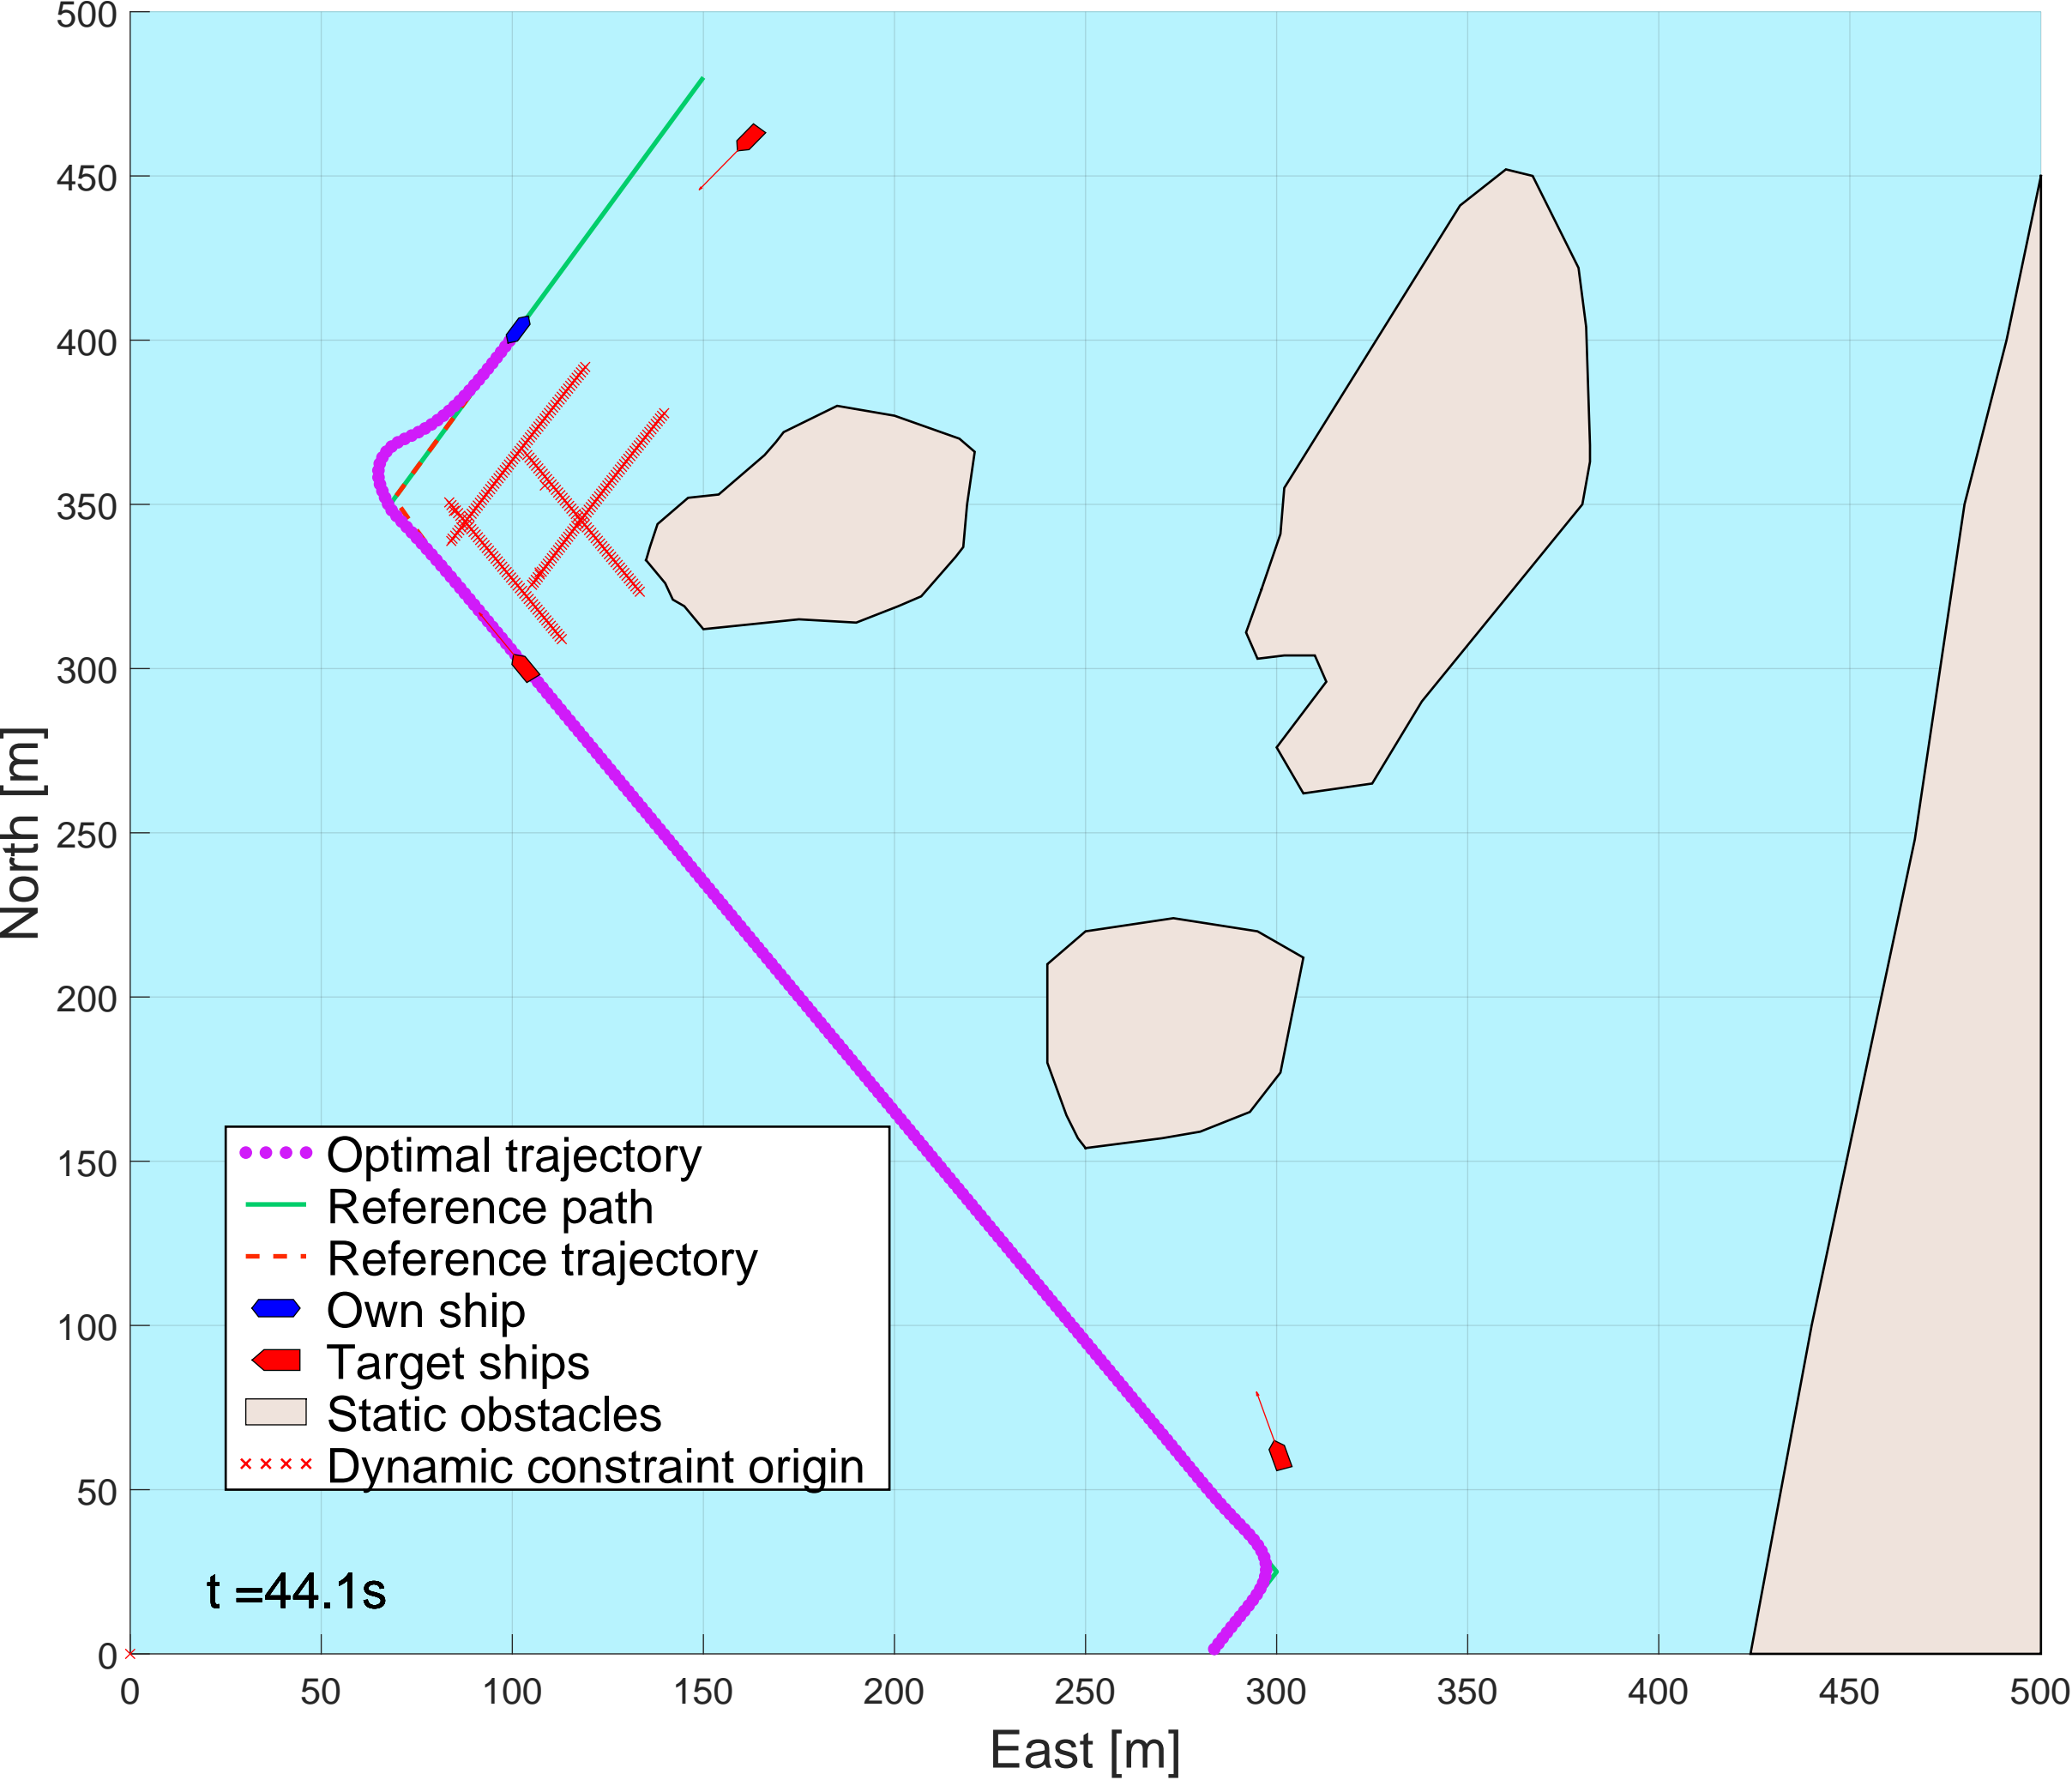 500
450
400
350
300
250
200
150
100
50
0
North [m]
Optimal trajectory
Reference path
Reference trajectory
Own ship
Target ships
Static obstacles
Dynamic constraint origin
t =44.1s
0 50 100 150 200 250 300 350 400 450 500
East [m]